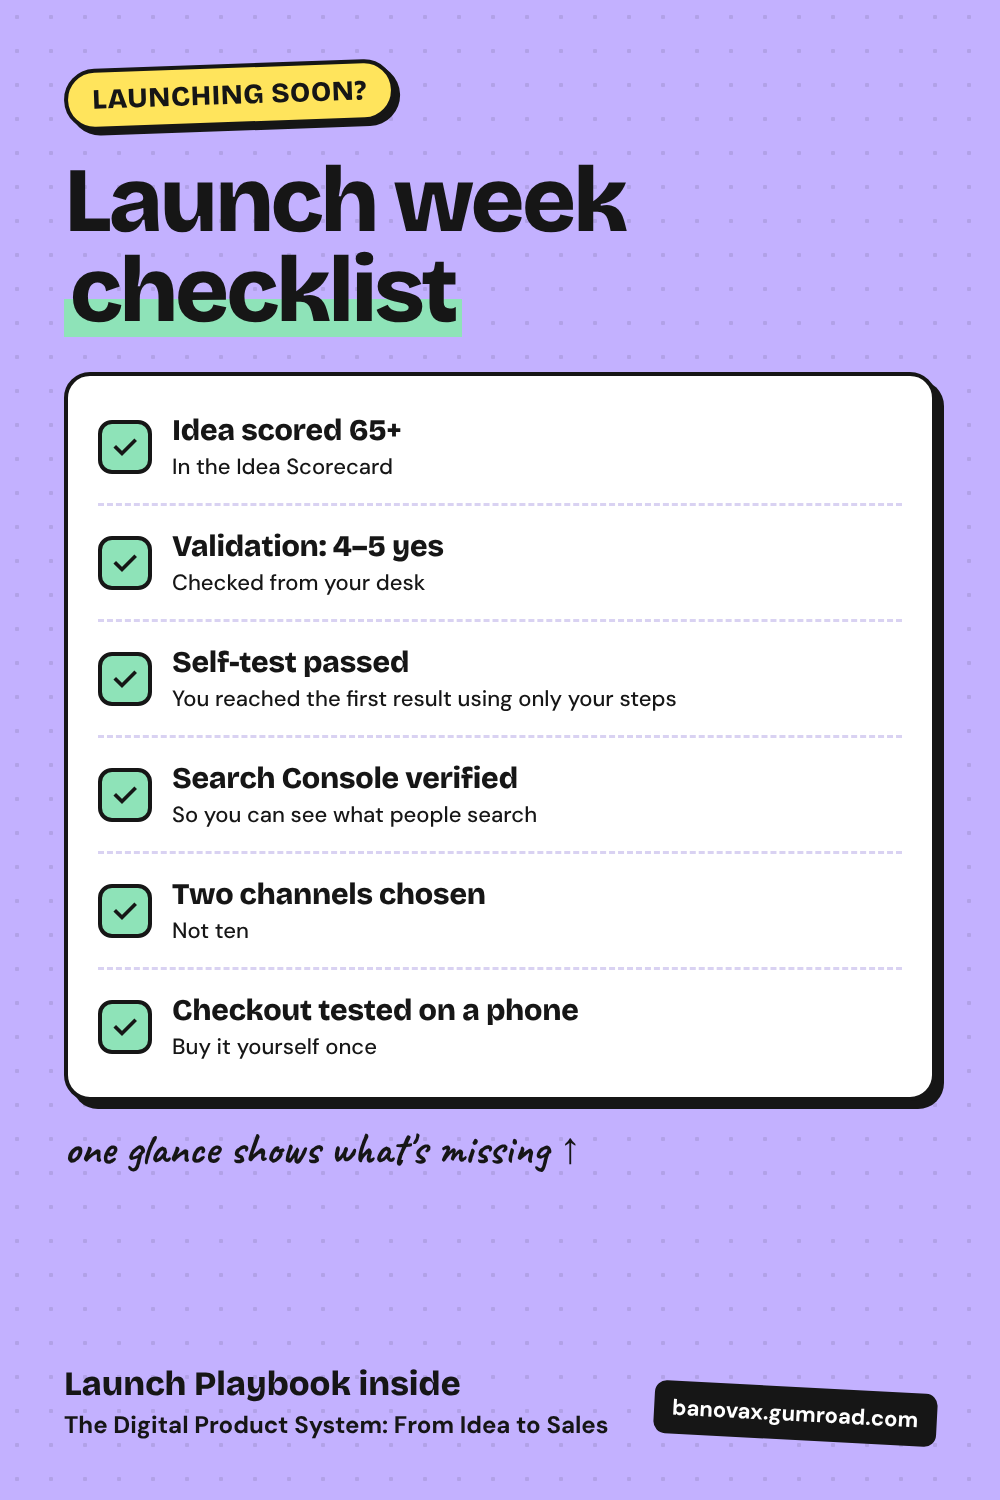 LAUNCHING SOON?
Launch week
checklist
Idea scored 65+
In the Idea Scorecard
Validation: 4–5 yes
Checked from your desk
Self-test passed
You reached the first result using only your steps
Search Console verified
So you can see what people search
Two channels chosen
Not ten
Checkout tested on a phone
Buy it yourself once
one glance shows what's missing ↑
Launch Playbook inside
The Digital Product System: From Idea to Sales
banovax.gumroad.com